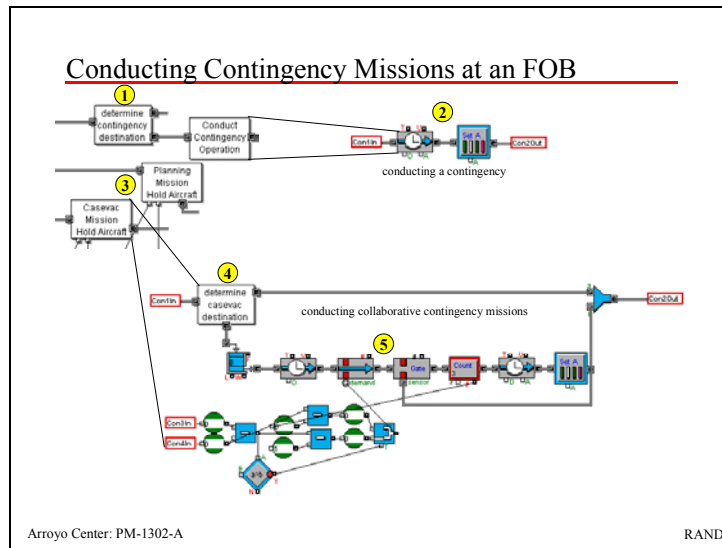 Conducting Contingency Missions at an FOB
1
2
determine
contingency
destination
Conduct
Contingency
Operation
Con1In
T U
D A
Set A
A
Con2Out
conducting a contingency
Planning
Mission
Hold Aircraft
3
Casevac
Mission
Hold Aircraft
4
determine
casevac
destination
Con1In
Con2Out
conducting collaborative contingency missions
5
demand
Gate
sensor
Count
Set A
A
Con3In
Con4In
A
Y
N
Arroyo Center: PM-1302-A
RAND